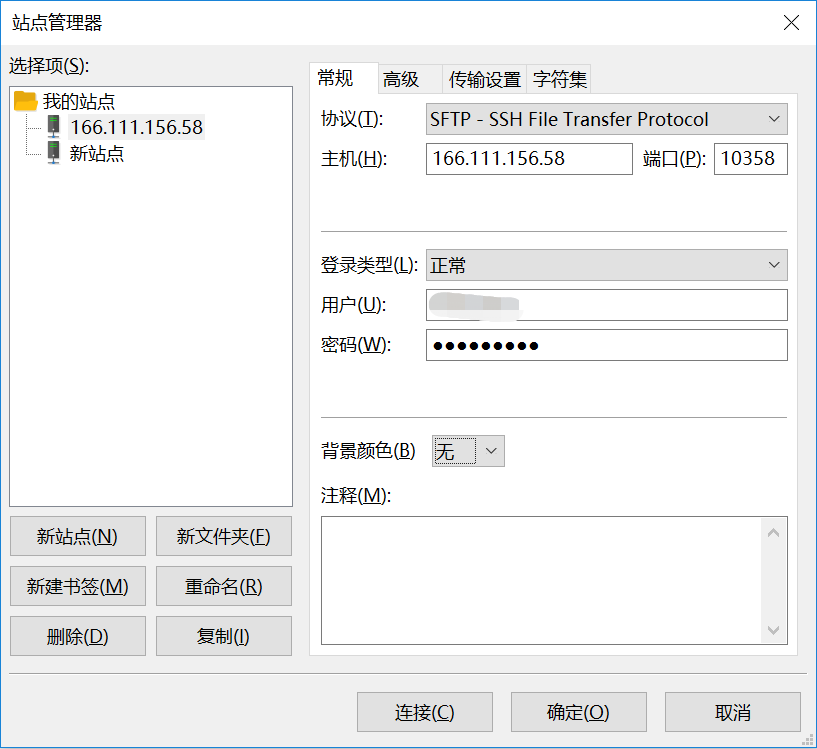 站点管理器
选择项(S):
我的站点
166.111.156.58
新站点
新站点(N)
新文件夹(F)
新建书签(M)
重命名(R)
删除(D)
复制(I)
常规
高级
传输设置
字符集
协议(T):
SFTP - SSH File Transfer Protocol
主机(H):
166.111.156.58
端口(P):
10358
登录类型(L):
正常
用户(U):
密码(W):
●●●●●●●●●
背景颜色(B)
无
注释(M):
连接(C)
确定(O)
取消